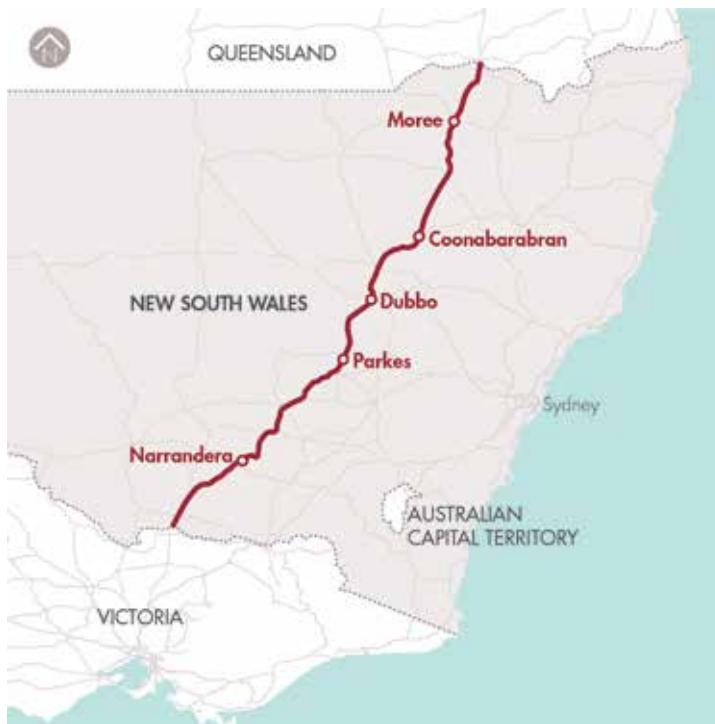 N
QUEENSLAND
Moree
Coonabarabran
NEW SOUTH WALES
Dubbo
Parkes
Sydney
Narrandera
AUSTRALIAN
CAPITAL TERRITORY
VICTORIA